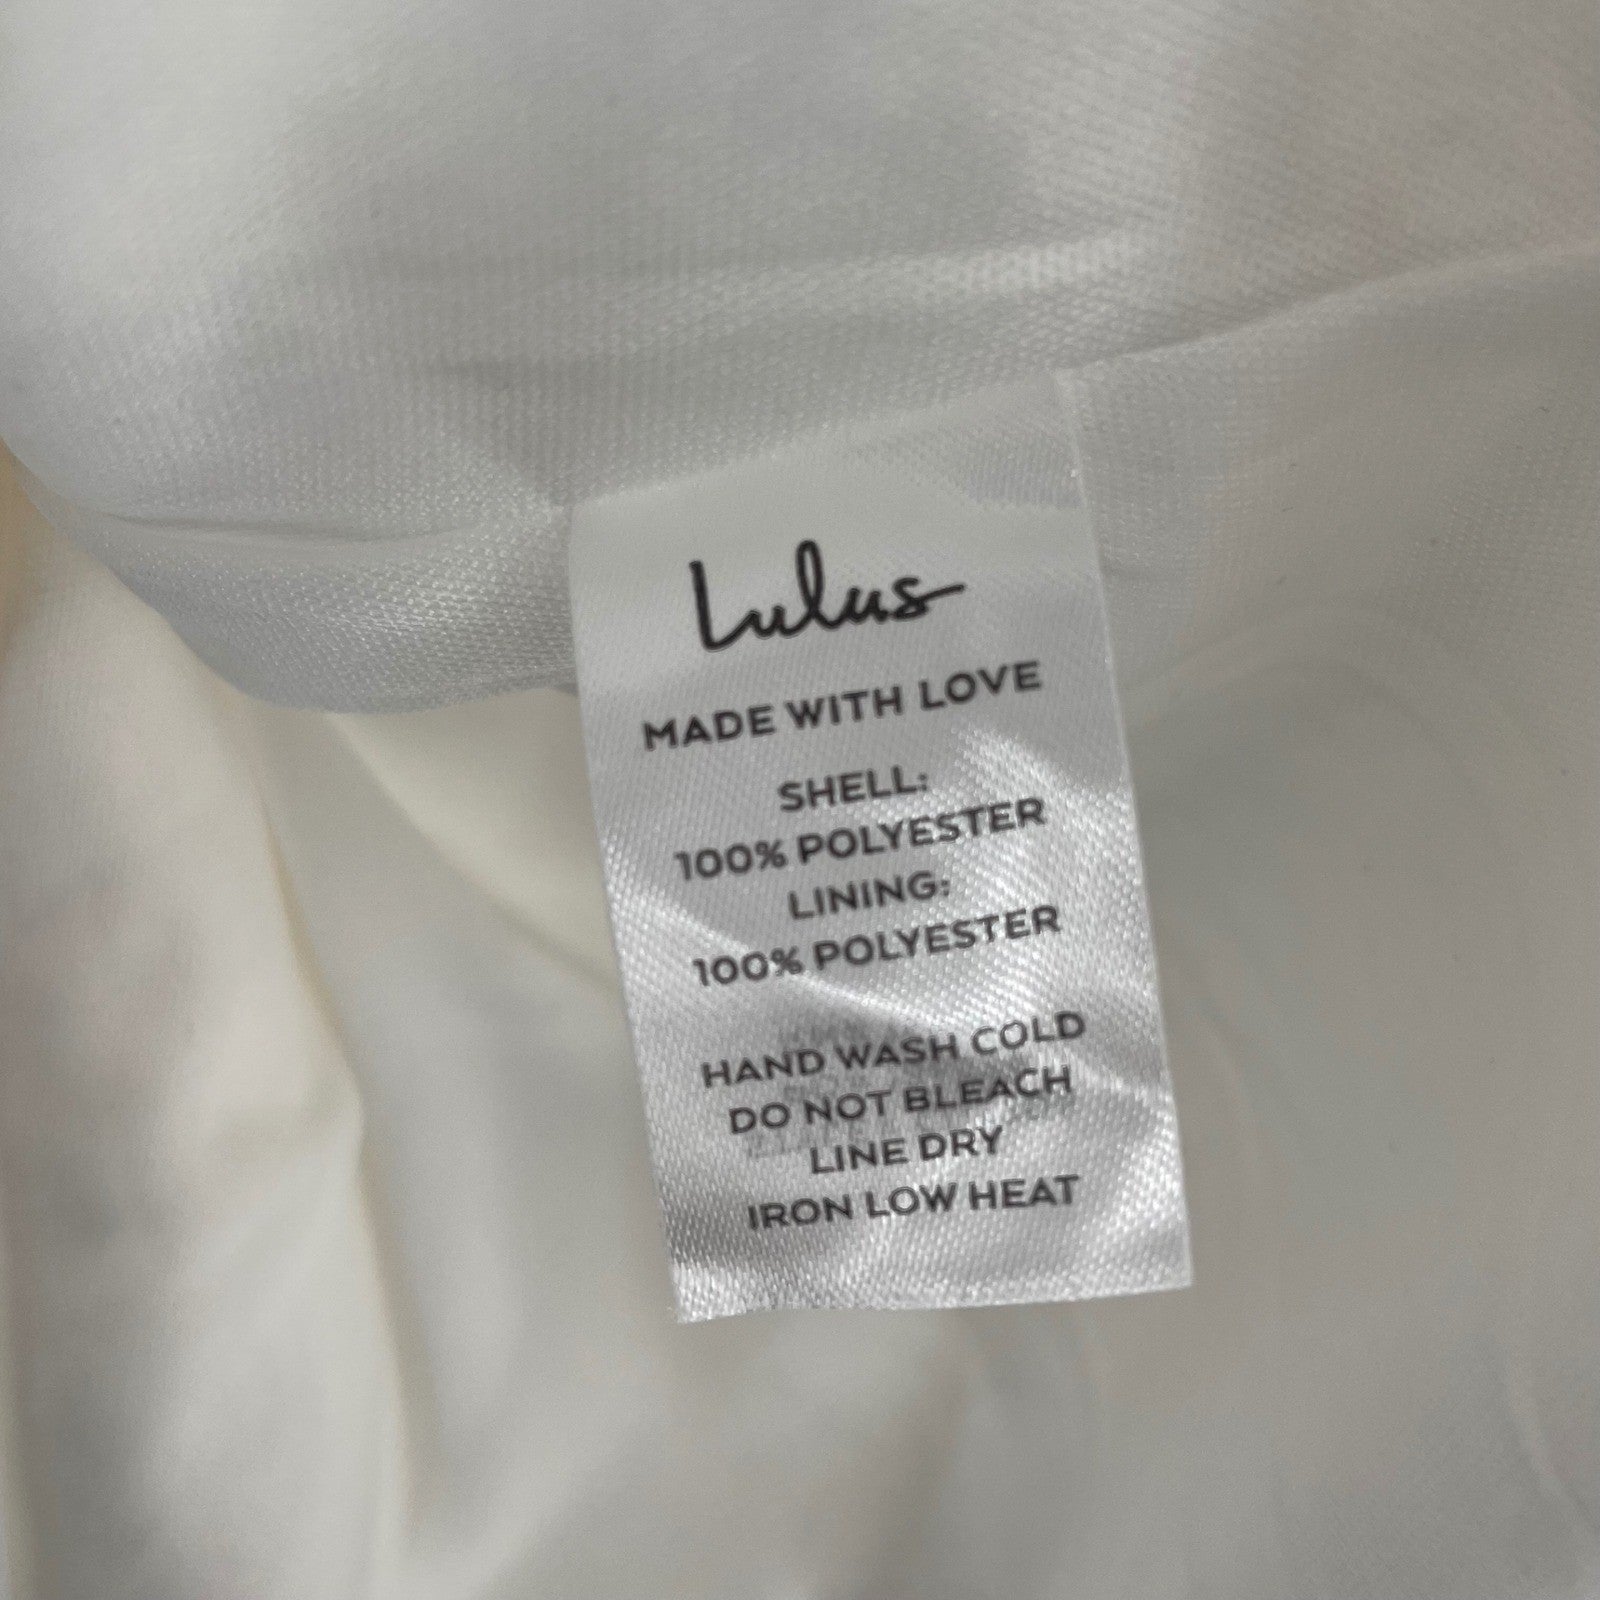 Lulus
MADE WITH LOVE
SHELL:
100% POLYESTER
LINING:
100% POLYESTER
HAND WASH COLD
DO NOT BLEACH
LINE DRY
IRON LOW HEAT